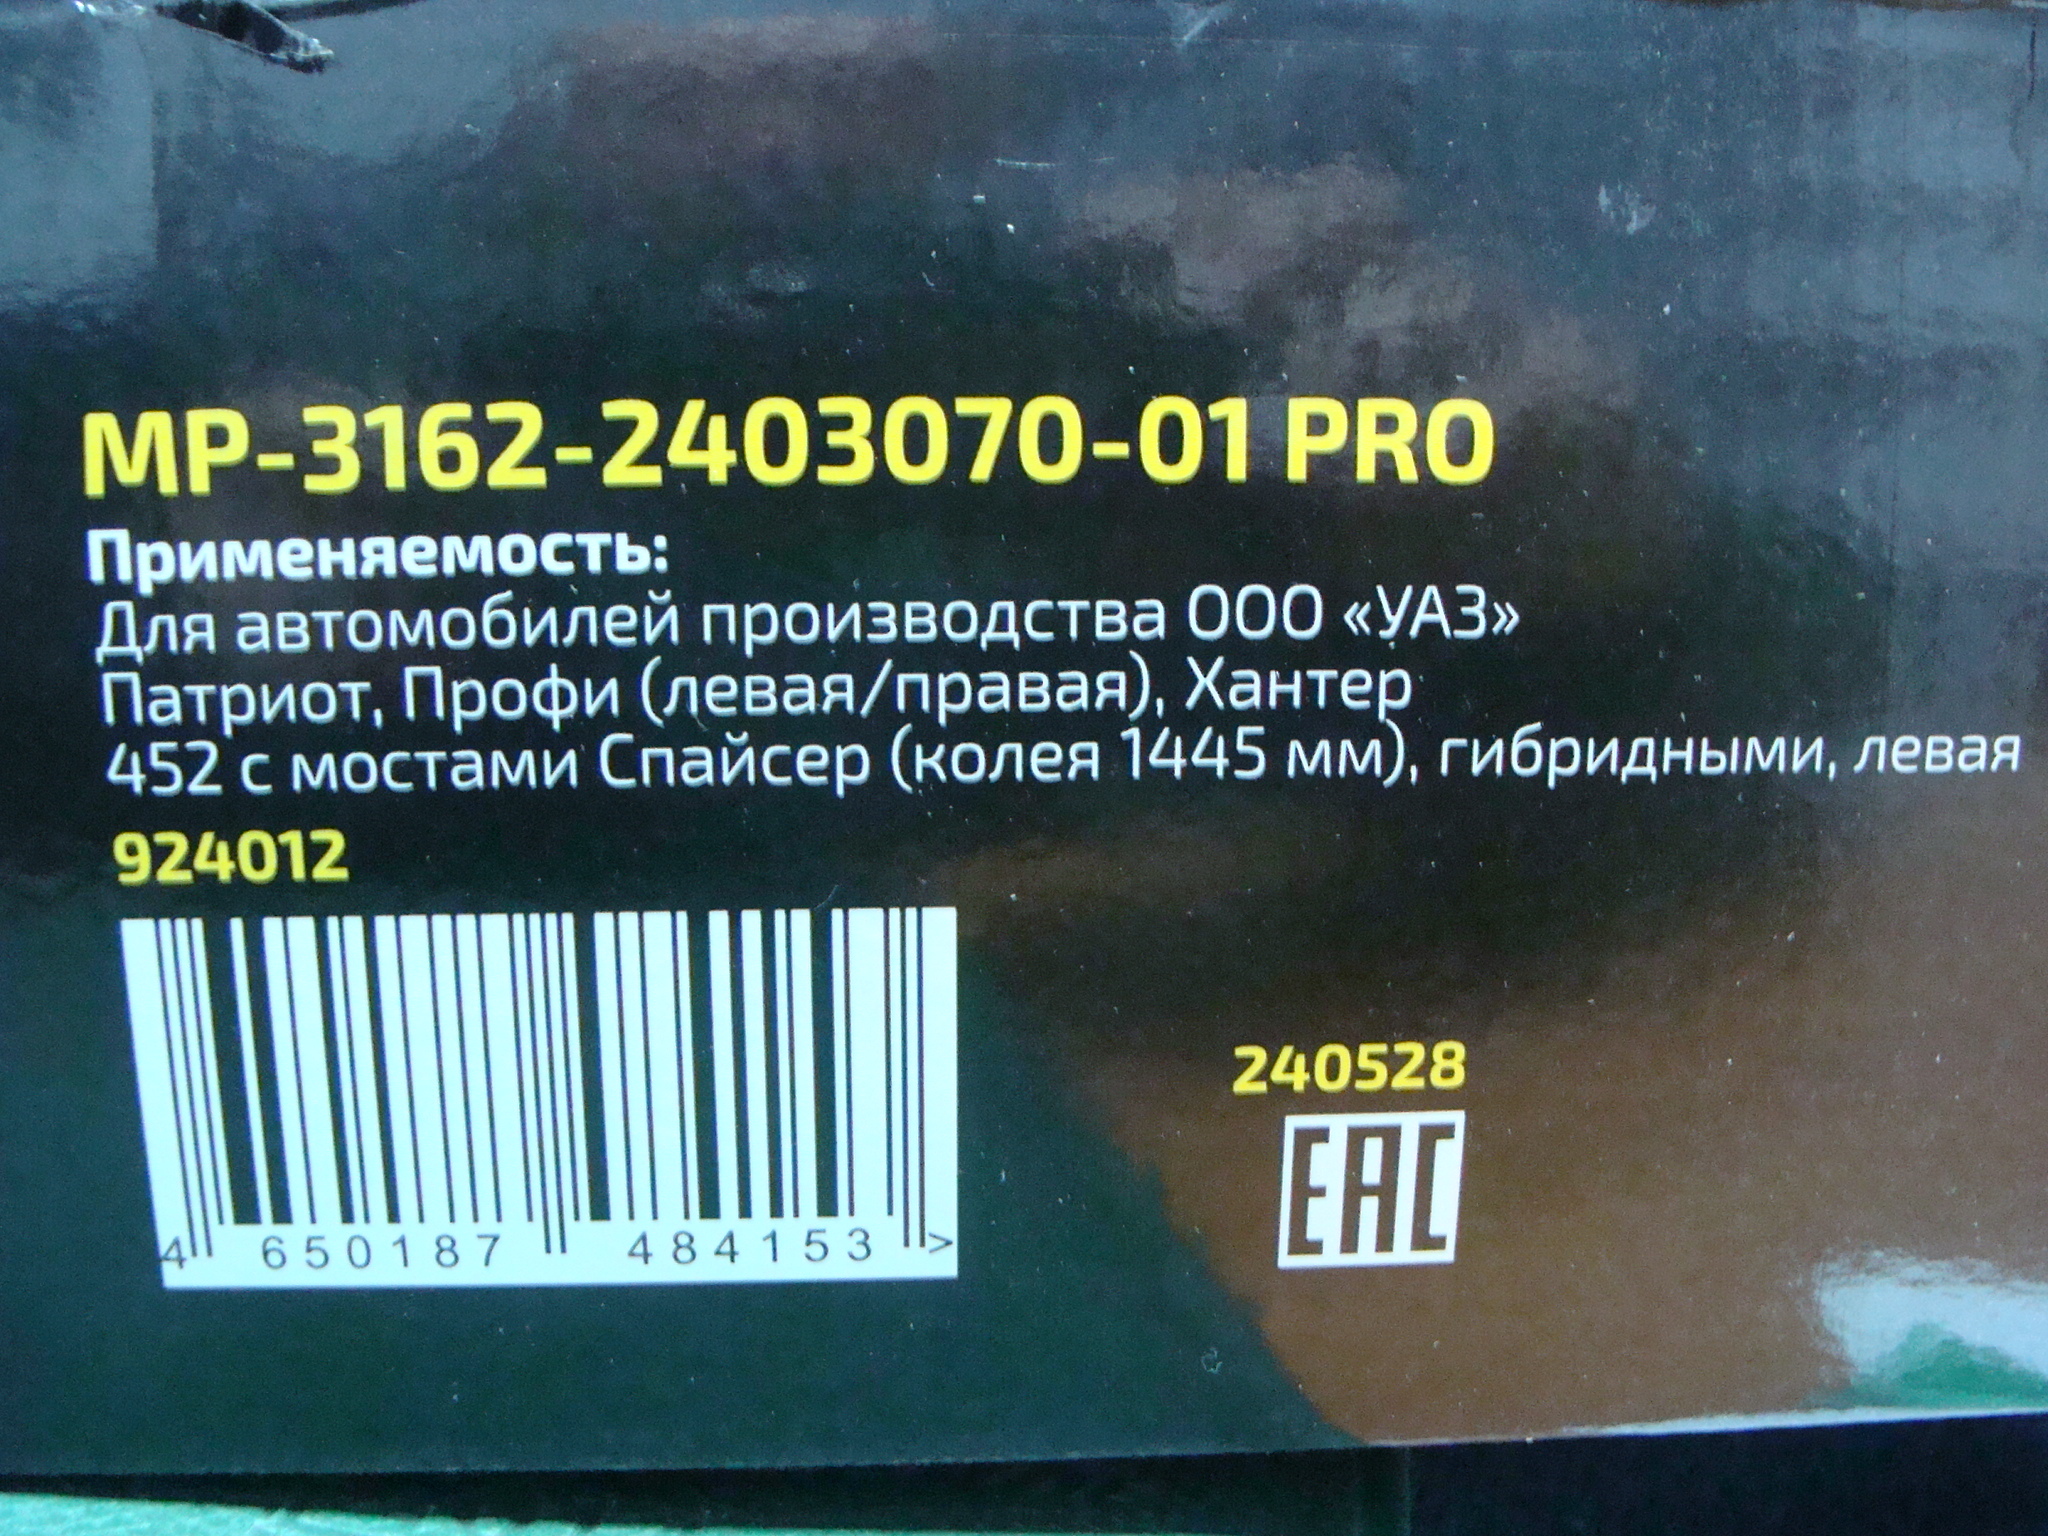 MP-3162-2403070-01 PRO
Применяемость:
Для автомобилей производства ООО «УАЗ»
Патриот, Профи (левая/правая), Хантер
452 с мостами Спайсер (колея 1445 мм), гибридными, левая
924012
4 650187 484153 >
240528
EAC